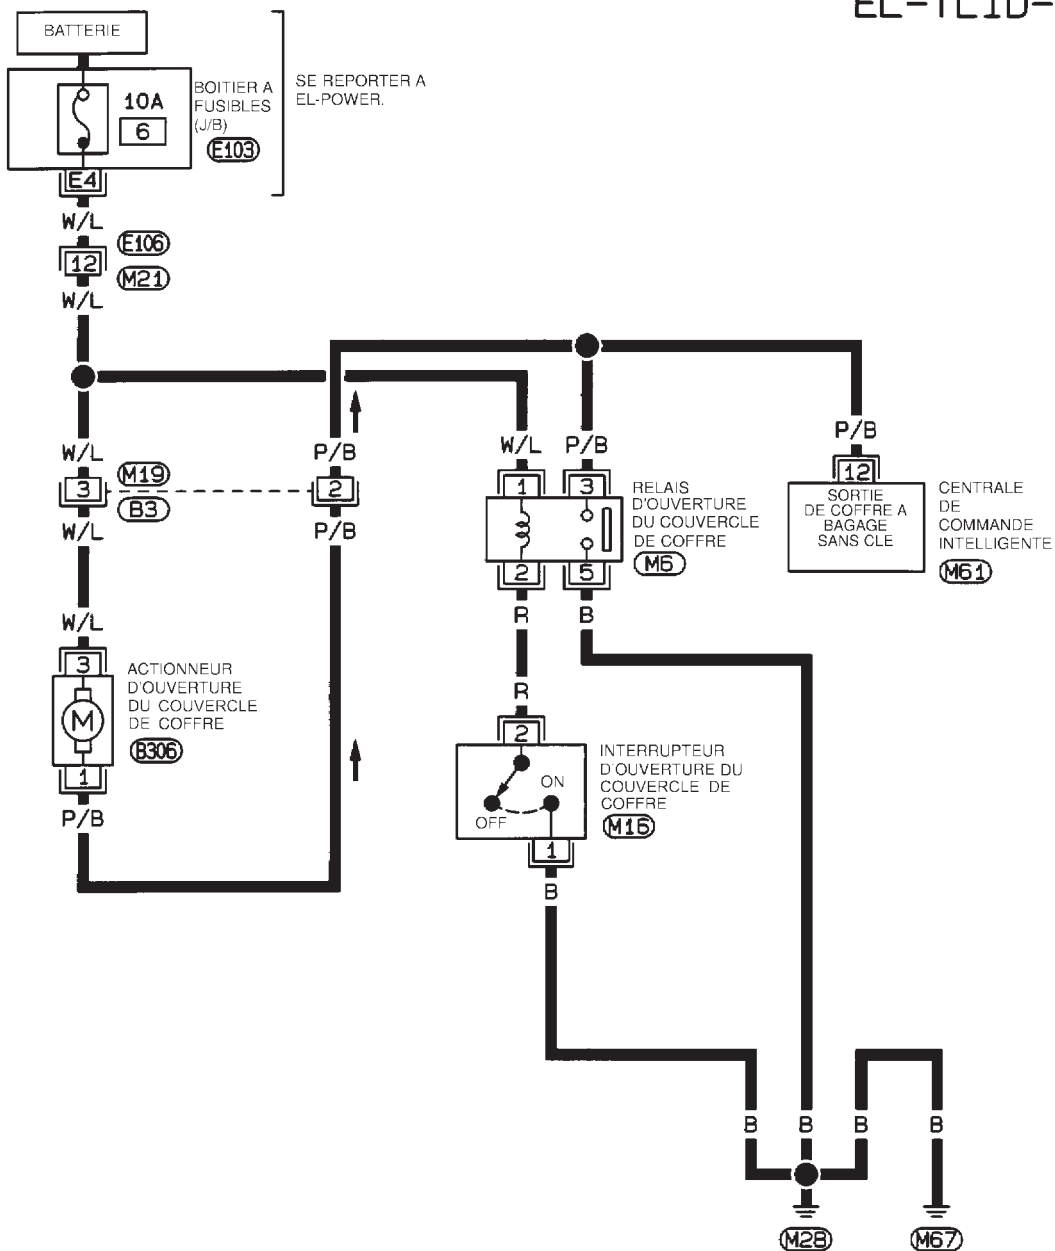 EL-TLID-
BATTERIE
10A
6
BOITIER A
FUSIBLES
(J/B)
E103
SE REPORTER A
EL-POWER.
E4
W/L
E106
12
M21
W/L
W/L
M19
3
B3
W/L
P/B
2
P/B
W/L P/B
1 3
RELAIS
D'OUVERTURE
DU COUVERCLE
DE COFFRE
M6
2 5
R B
P/B
12
SORTIE
DE COFFRE A
BAGAGE
SANS CLE
CENTRALE
DE
COMMANDE
INTELLIGENTE
M61
W/L
3
M
ACTIONNEUR
D'OUVERTURE
DU COUVERCLE
DE COFFRE
B306
1
P/B
R
2
ON
OFF
INTERRUPTEUR
D'OUVERTURE DU
COUVERCLE DE
COFFRE
M16
1
B
B B B B
M28 M67